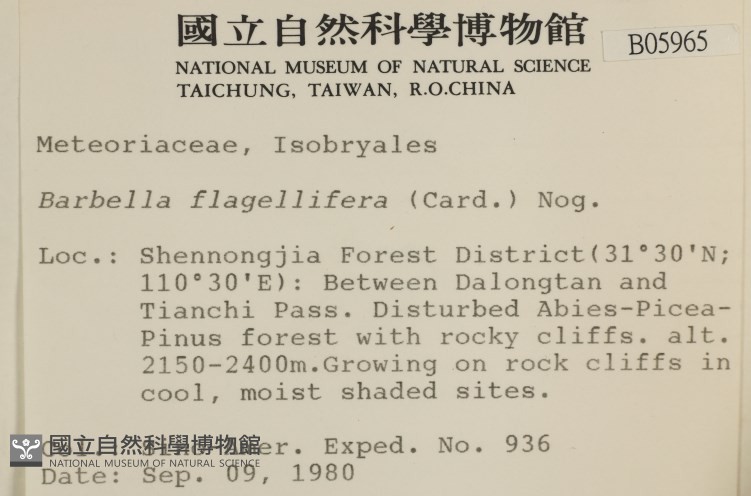 國立自然科學博物館
B05965
NATIONAL MUSEUM OF NATURAL SCIENCE
TAICHUNG, TAIWAN, R.O.CHINA
Meteoriaceae, Isobryales
Barbella flagellifera (Card.) Nog.
Loc.: Shennongjia Forest District(31°30'N;
110°30'E): Between Dalongtan and
Tianchi Pass. Disturbed Abies-Picea-
Pinus forest with rocky cliffs. alt.
2150-2400m.Growing on rock cliffs in
cool, moist shaded sites.
Exped. No. 936
國立自然科學博物館
NATIONAL MUSEUM OF NATURAL SCIENCE
Date: Sep. 09, 1980